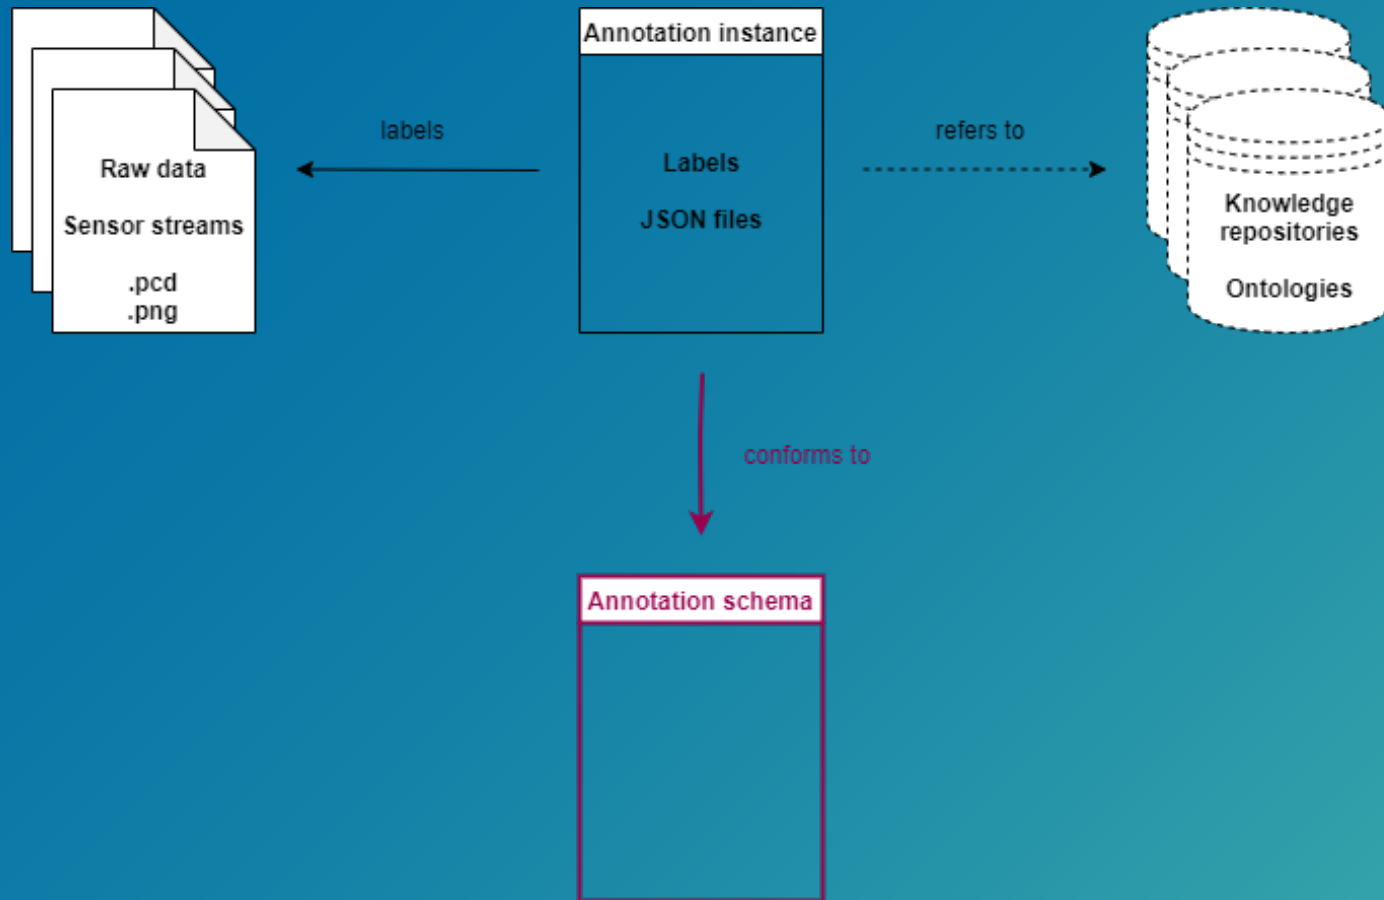 Annotation instance
labels
refers to
Raw data
Sensor streams
.pcd
.png
Labels
JSON files
Knowledge
repositories
Ontologies
conforms to
Annotation schema